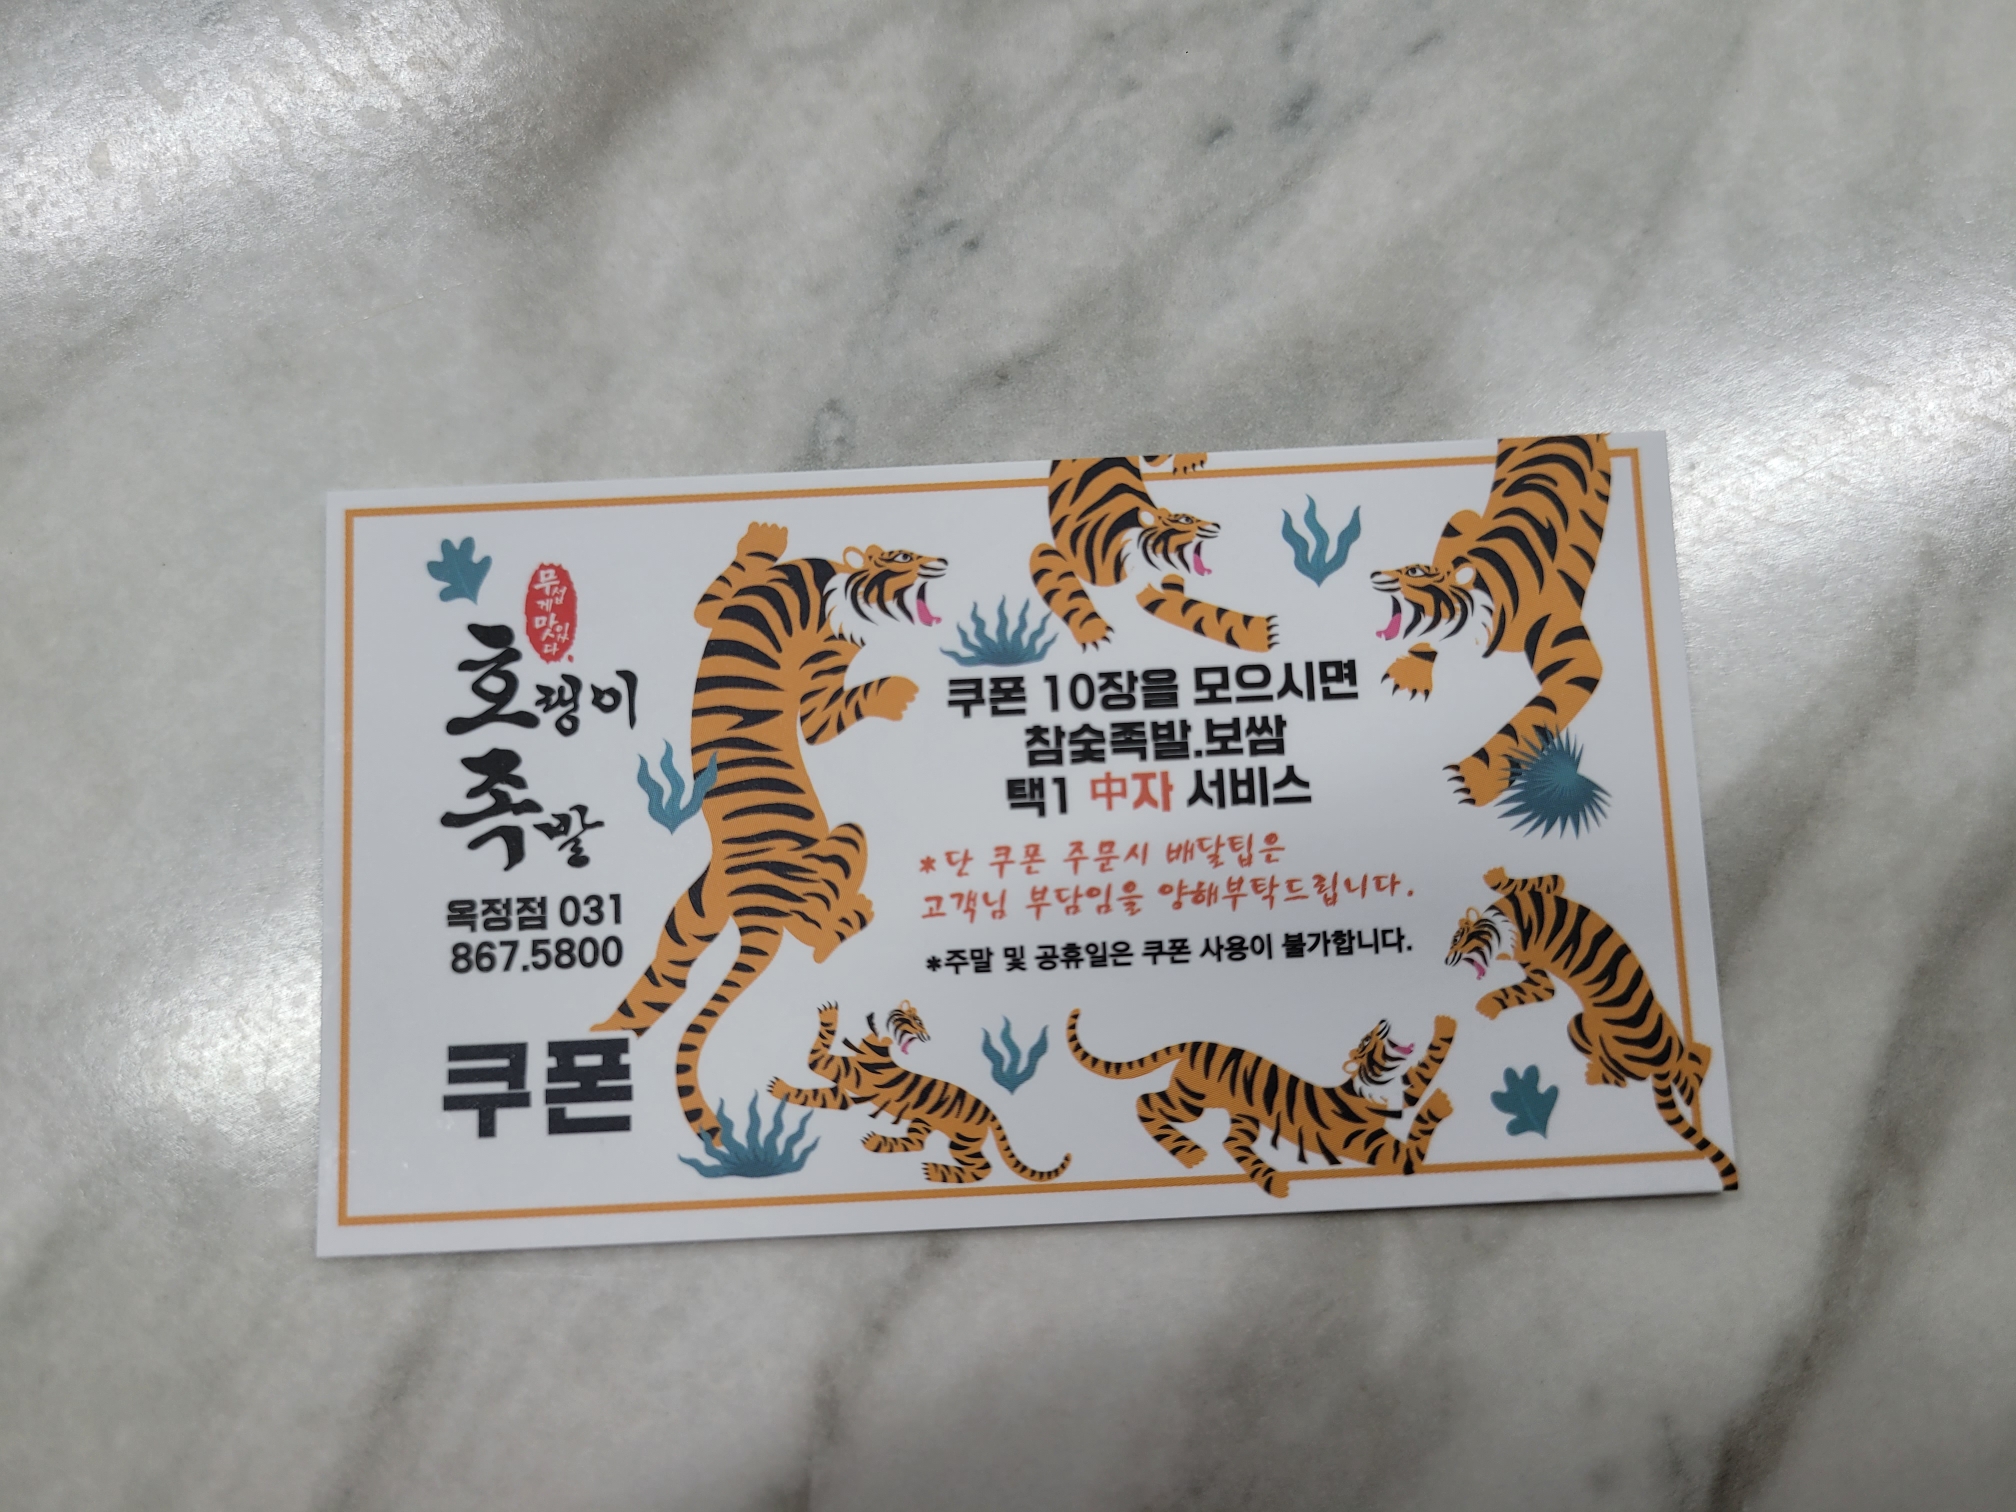 무섭게 맛있다.
호랭이
족발
옥정점 031
867.5800
쿠폰
쿠폰 10장을 모으시면
참숯족발.보쌈
택1 中자 서비스
*단 쿠폰 주문시 배달팁은
고객님 부담임을 양해부탁드립니다.
*주말 및 공휴일은 쿠폰 사용이 불가합니다.